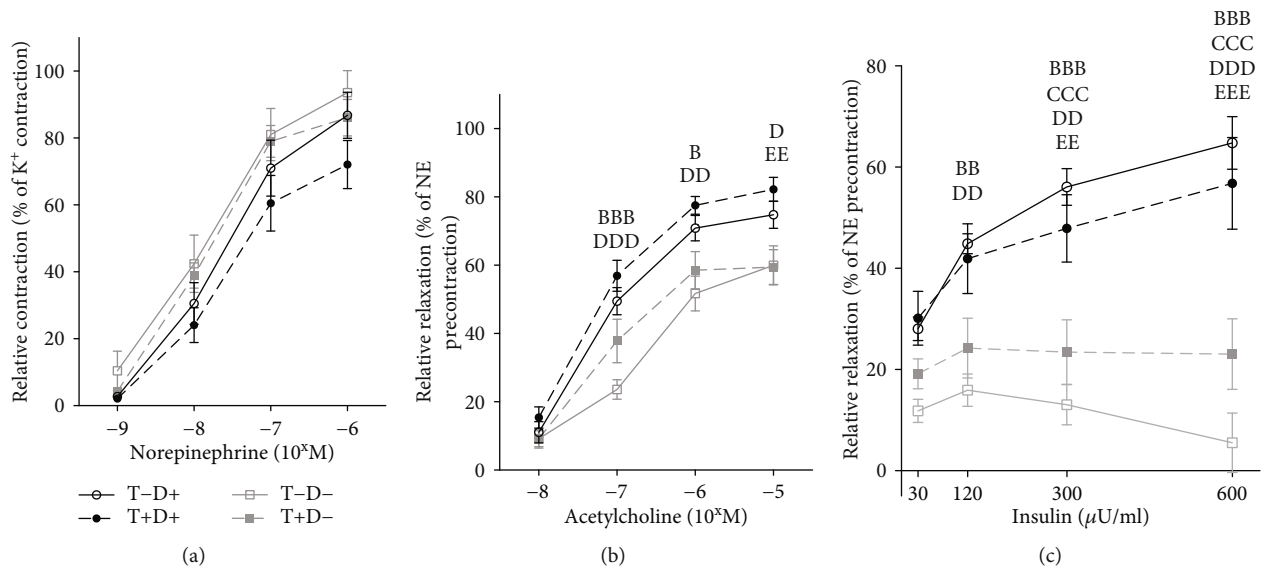 Relative contraction (% of K⁺ contraction)
100
80
60
40
20
0
−9
−8
−7
−6
Norepinephrine (10ˣM)
T−D+
T−D−
T+D+
T+D−
(a)
Relative relaxation (% of NE
precontraction)
100
80
60
40
20
0
BBB
DDD
B
DD
D
EE
−8
−7
−6
−5
Acetylcholine (10ˣM)
(b)
Relative relaxation (% of NE precontraction)
80
60
40
20
0
BB
DD
BBB
CCC
DD
EE
BBB
CCC
DDD
EEE
30
120
300
600
Insulin (μU/ml)
(c)